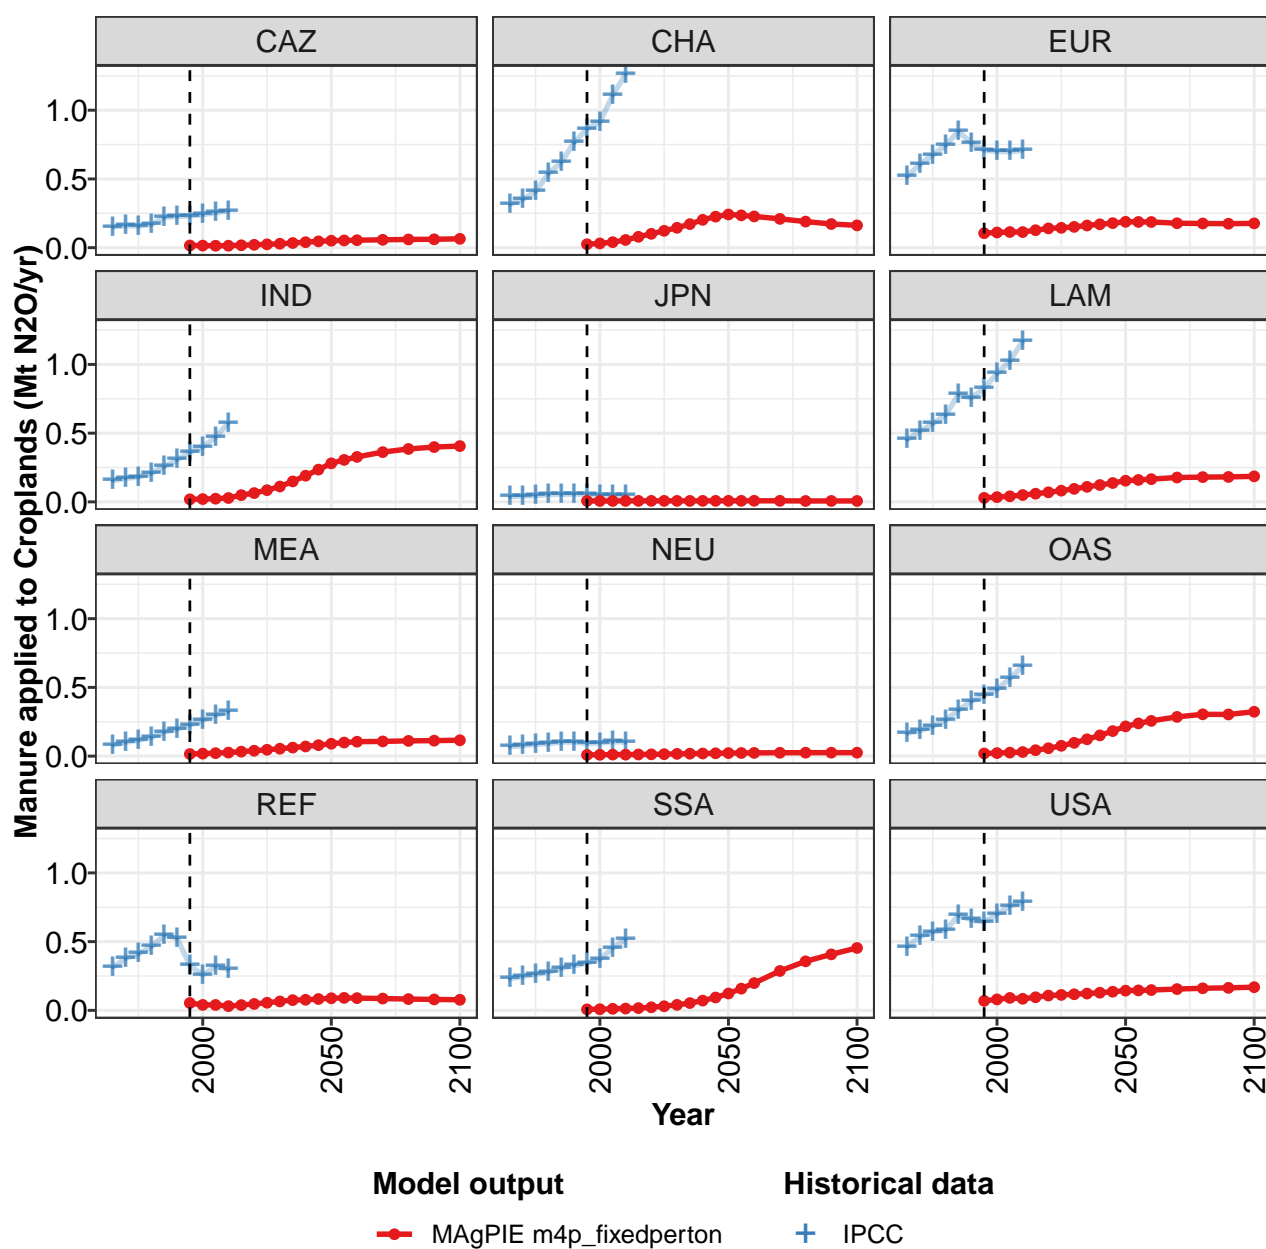 CAZ CHA EUR
1.0
0.5
0.0
IND JPN LAM
1.0
0.5
0.0
MEA NEU OAS
1.0
0.5
0.0
REF SSA USA
1.0
0.5
0.0
2000 2050 2100 2000 2050 2100 2000 2050 2100
Manure applied to Croplands (Mt N2O/yr)
Year
Model output Historical data
MAgPIE m4p_fixedperton IPCC